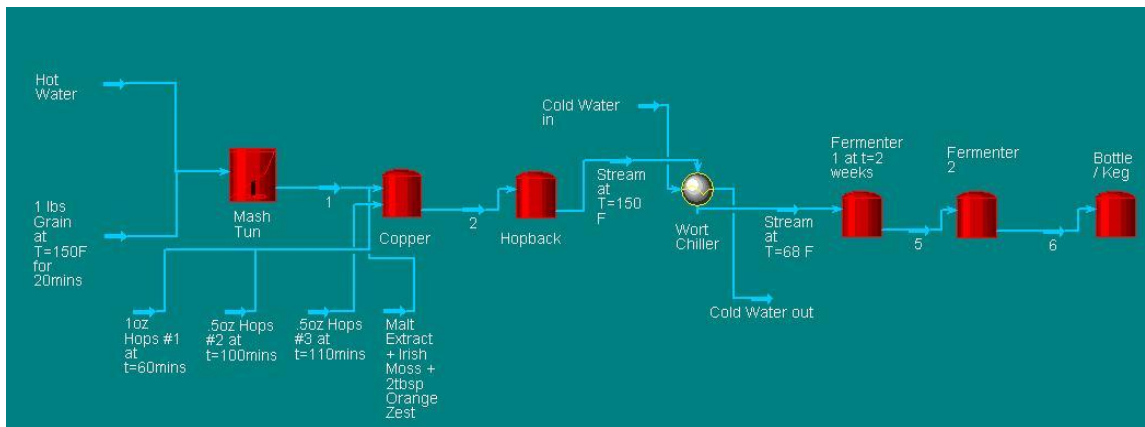 Hot
Water
1 lbs
Grain
at
T=150F
for
20mins
Mash
Tun
1
1oz
Hops #1
at
t=60mins
.5oz Hops
#2 at
t=100mins
.5oz Hops
#3 at
t=110mins
Malt
Extract
+ Irish
Moss +
2tbsp
Orange
Zest
Copper
2
Hopback
Cold Water
in
Stream
at
T=150
F
Wort
Chiller
Cold Water out
Stream
at
T=68 F
Fermenter
1 at t=2
weeks
5
Fermenter
2
6
Bottle
/ Keg